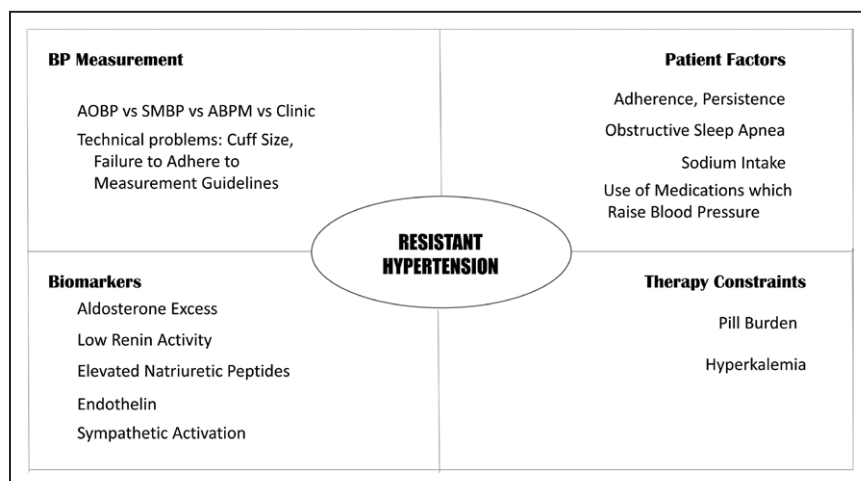 BP Measurement
AOBP vs SMBP vs ABPM vs Clinic
Technical problems: Cuff Size,
Failure to Adhere to
Measurement Guidelines
Patient Factors
Adherence, Persistence
Obstructive Sleep Apnea
Sodium Intake
Use of Medications which
Raise Blood Pressure
RESISTANT
HYPERTENSION
Biomarkers
Aldosterone Excess
Low Renin Activity
Elevated Natriuretic Peptides
Endothelin
Sympathetic Activation
Therapy Constraints
Pill Burden
Hyperkalemia